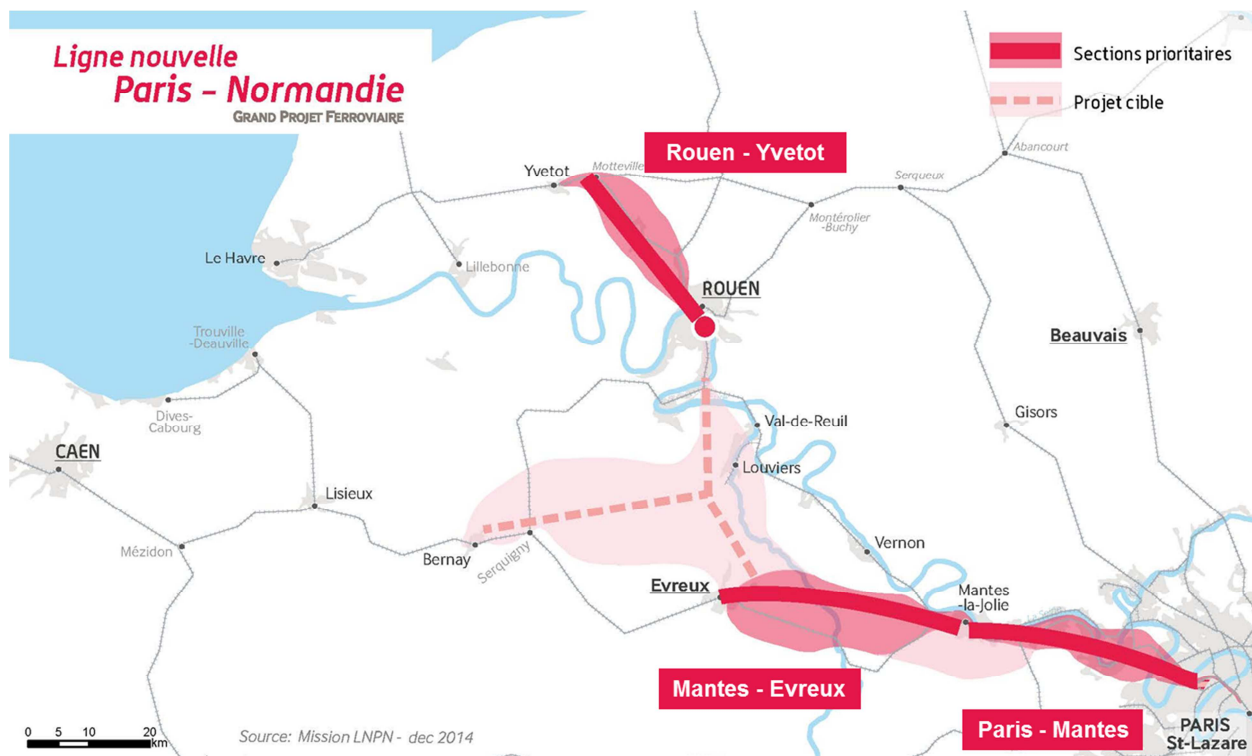 Ligne nouvelle
Paris – Normandie
GRAND PROJET FERROVIAIRE
Sections prioritaires
Projet cible
Rouen - Yvetot
Abancourt
Yvetot
Motteville
Serqueux
Montérolier
-Buchy
Le Havre
Lillebonne
ROUEN
Trouville
-Deauville
Beauvais
Dives-
Cabourg
Val-de-Reuil
Gisors
CAEN
Louviers
Lisieux
Mézidon
Bernay
Serquigny
Vernon
Evreux
Mantes
-la-Jolie
Mantes - Evreux
Paris - Mantes
PARIS
St-Lazare
0 5 10 20
km
Source: Mission LNPN - dec 2014